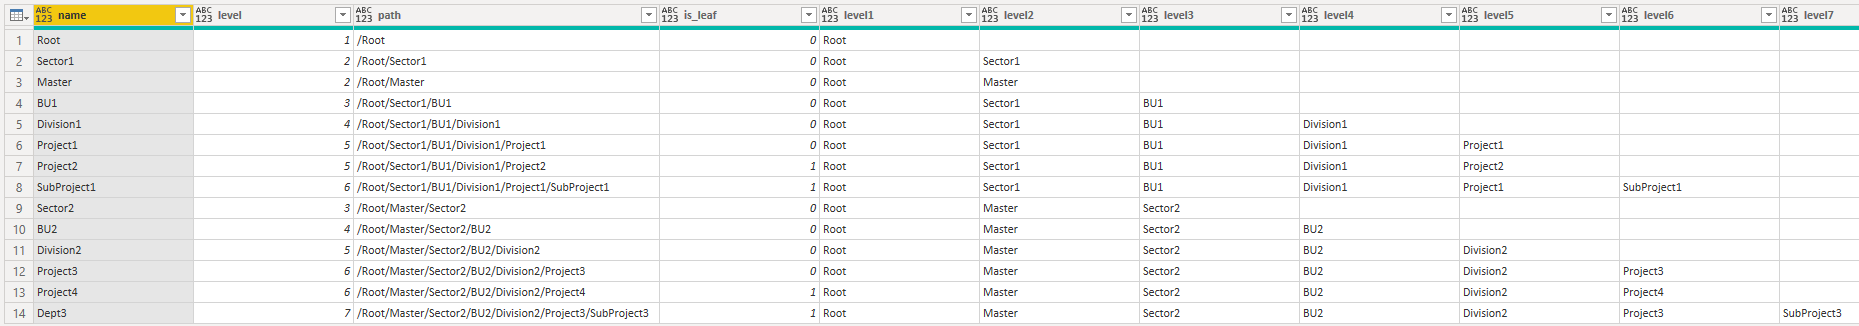 ABC 123 name ABC 123 level ABC 123 path ABC 123 is_leaf ABC 123 level1 ABC 123 level2 ABC 123 level3 ABC 123 level4 ABC 123 level5 ABC 123 level6 ABC 123 level7
1 Root 1 /Root 0 Root
2 Sector1 2 /Root/Sector1 0 Root Sector1
3 Master 2 /Root/Master 0 Root Master
4 BU1 3 /Root/Sector1/BU1 0 Root Sector1 BU1
5 Division1 4 /Root/Sector1/BU1/Division1 0 Root Sector1 BU1 Division1
6 Project1 5 /Root/Sector1/BU1/Division1/Project1 0 Root Sector1 BU1 Division1 Project1
7 Project2 5 /Root/Sector1/BU1/Division1/Project2 1 Root Sector1 BU1 Division1 Project2
8 SubProject1 6 /Root/Sector1/BU1/Division1/Project1/SubProject1 1 Root Sector1 BU1 Division1 Project1 SubProject1
9 Sector2 3 /Root/Master/Sector2 0 Root Master Sector2
10 BU2 4 /Root/Master/Sector2/BU2 0 Root Master Sector2 BU2
11 Division2 5 /Root/Master/Sector2/BU2/Division2 0 Root Master Sector2 BU2 Division2
12 Project3 6 /Root/Master/Sector2/BU2/Division2/Project3 0 Root Master Sector2 BU2 Division2 Project3
13 Project4 6 /Root/Master/Sector2/BU2/Division2/Project4 1 Root Master Sector2 BU2 Division2 Project4
14 Dept3 7 /Root/Master/Sector2/BU2/Division2/Project3/SubProject3 1 Root Master Sector2 BU2 Division2 Project3 SubProject3